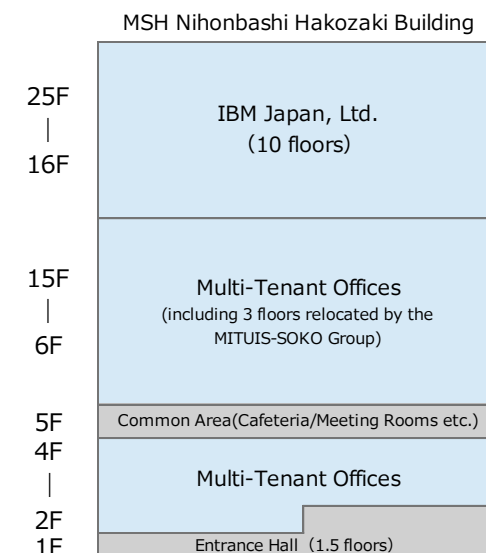 MSH Nihonbashi Hakozaki Building
25F
|
16F
IBM Japan, Ltd.
（10 floors）
15F
|
6F
Multi-Tenant Offices
(including 3 floors relocated by the
MITUIS-SOKO Group)
5F
Common Area(Cafeteria/Meeting Rooms etc.)
4F
|
2F
Multi-Tenant Offices
1F
Entrance Hall（1.5 floors）